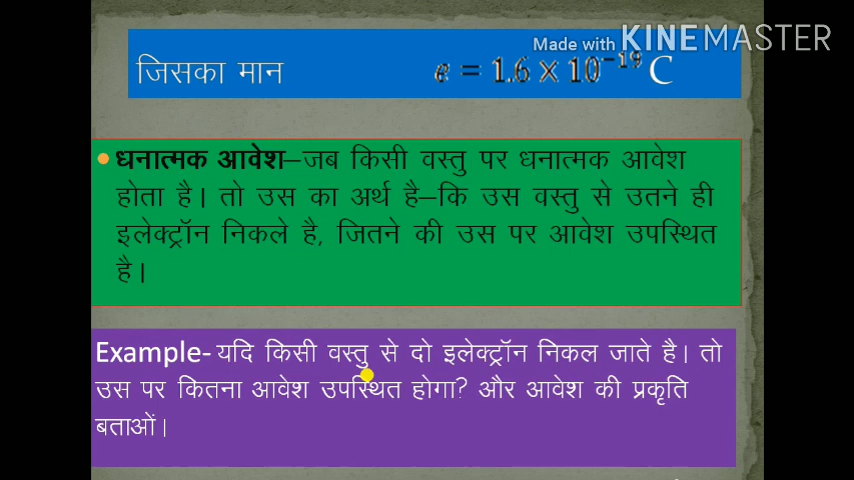 Made with KINEMASTER
जिसका मान e = 1.6 × 10⁻¹⁹ C
धनात्मक आवेश–जब किसी वस्तु पर धनात्मक आवेश
होता है। तो उस का अर्थ है–कि उस वस्तु से उतने ही
इलेक्ट्रॉन निकले है, जितने की उस पर आवेश उपस्थित
है।
Example- यदि किसी वस्तु से दो इलेक्ट्रॉन निकल जाते है। तो
उस पर कितना आवेश उपस्थित होगा? और आवेश की प्रकृति
बताओं।